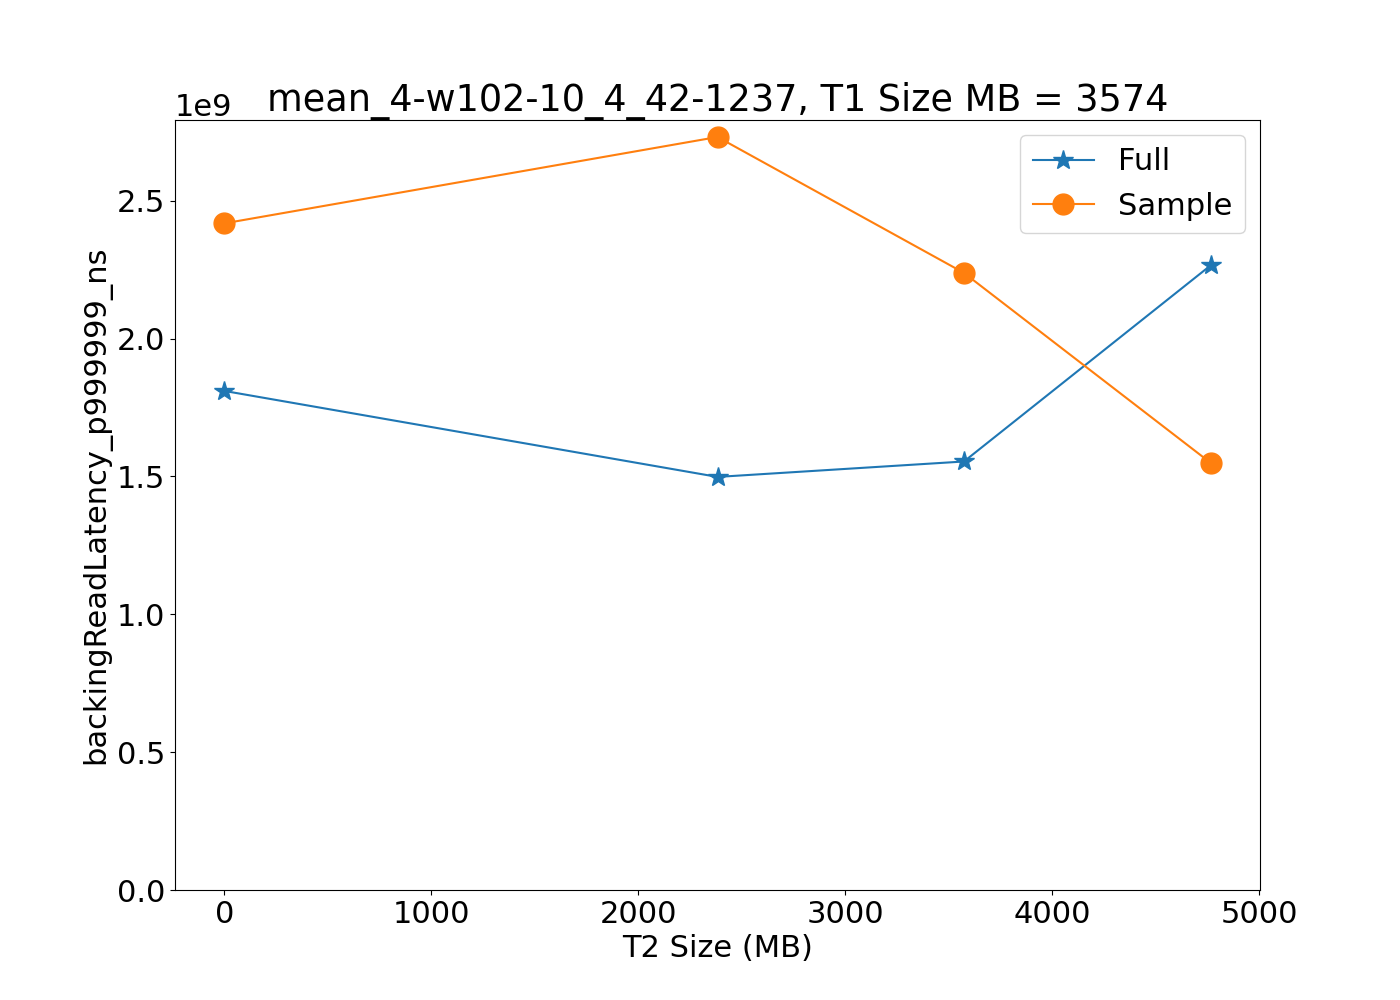 1e9
mean_4-w102-10_4_42-1237, T1 Size MB = 3574
Full
Sample
backingReadLatency_p999999_ns
2.5
2.0
1.5
1.0
0.5
0.0
0 1000 2000 3000 4000 5000
T2 Size (MB)